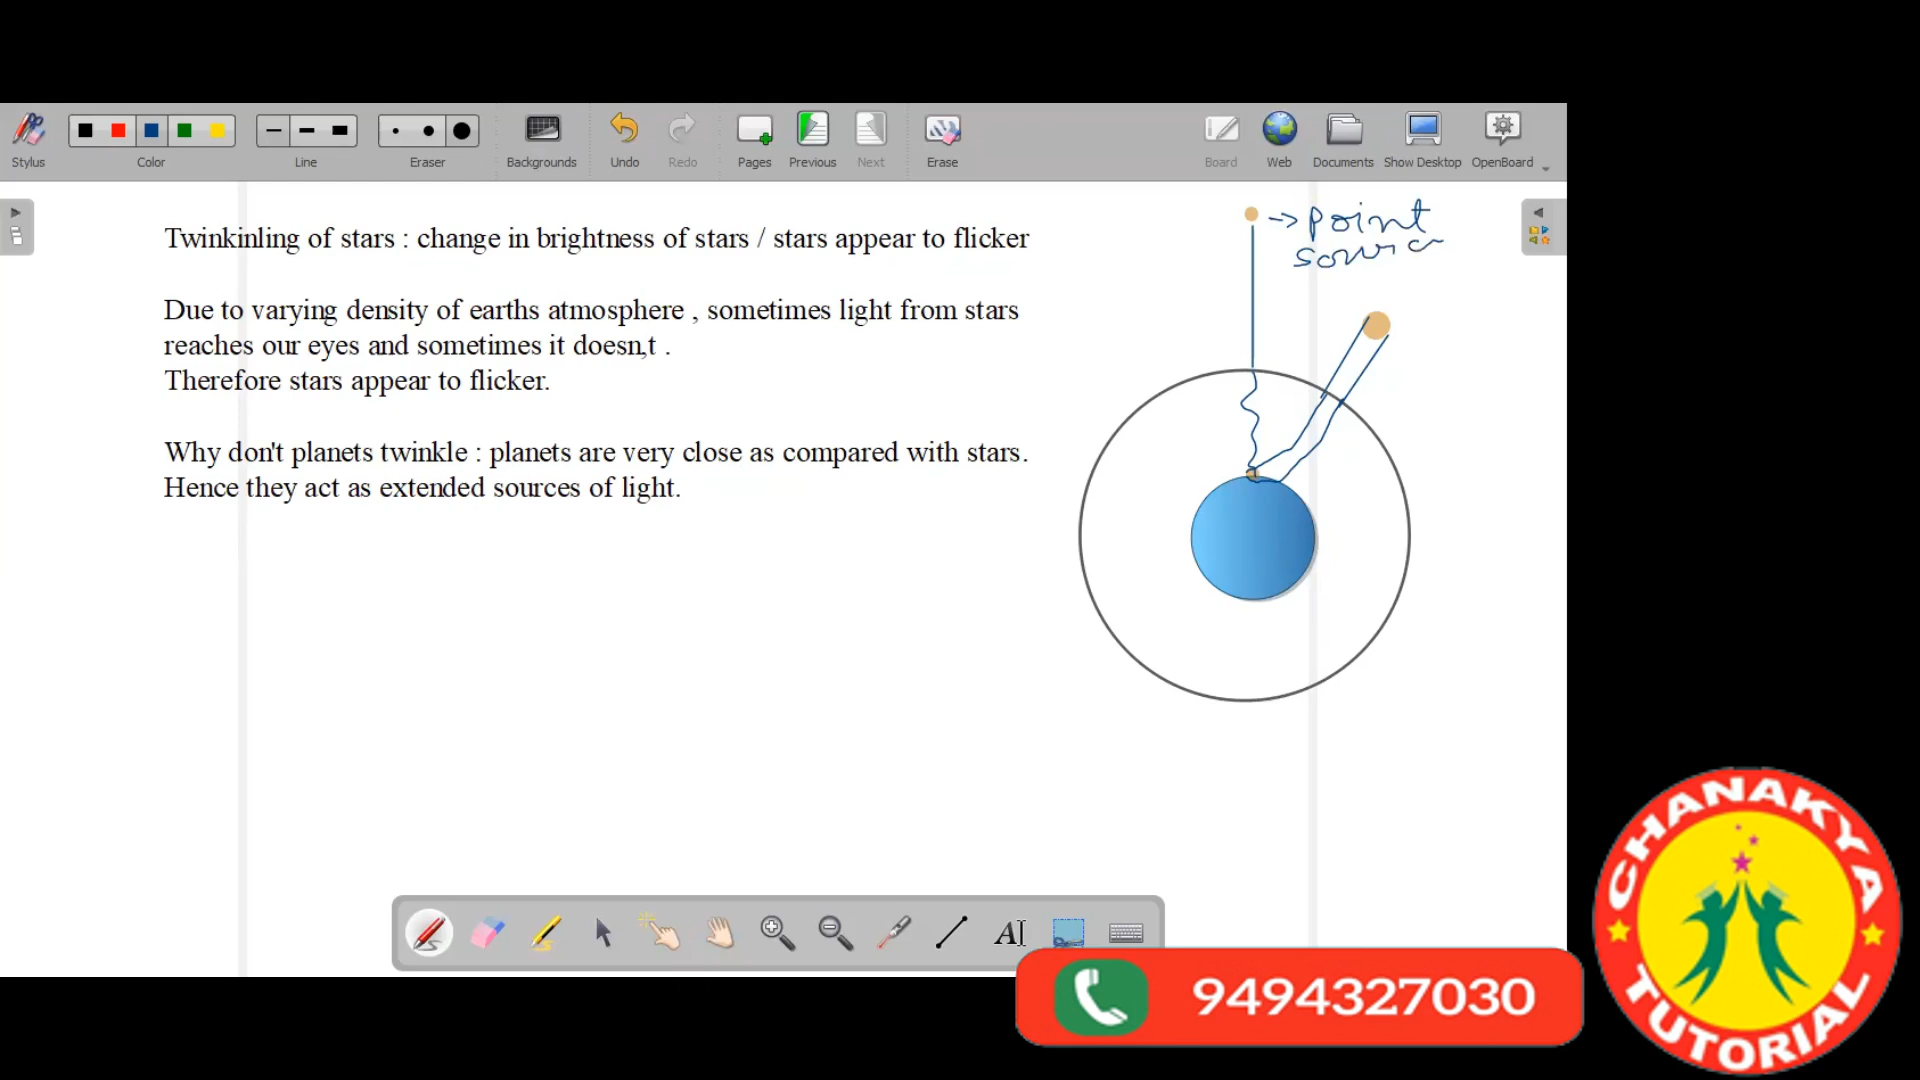 Stylus
Color
Line
Eraser
Backgrounds
Undo
Redo
Pages
Previous
Next
Erase
Board
Web
Documents
Show Desktop
OpenBoard
Twinkinling of stars : change in brightness of stars / stars appear to flicker
Due to varying density of earths atmosphere , sometimes light from stars
reaches our eyes and sometimes it doesn,t .
Therefore stars appear to flicker.
Why don't planets twinkle : planets are very close as compared with stars.
Hence they act as extended sources of light.
→ point
9494327030
CHANAKYA
TUTORIAL